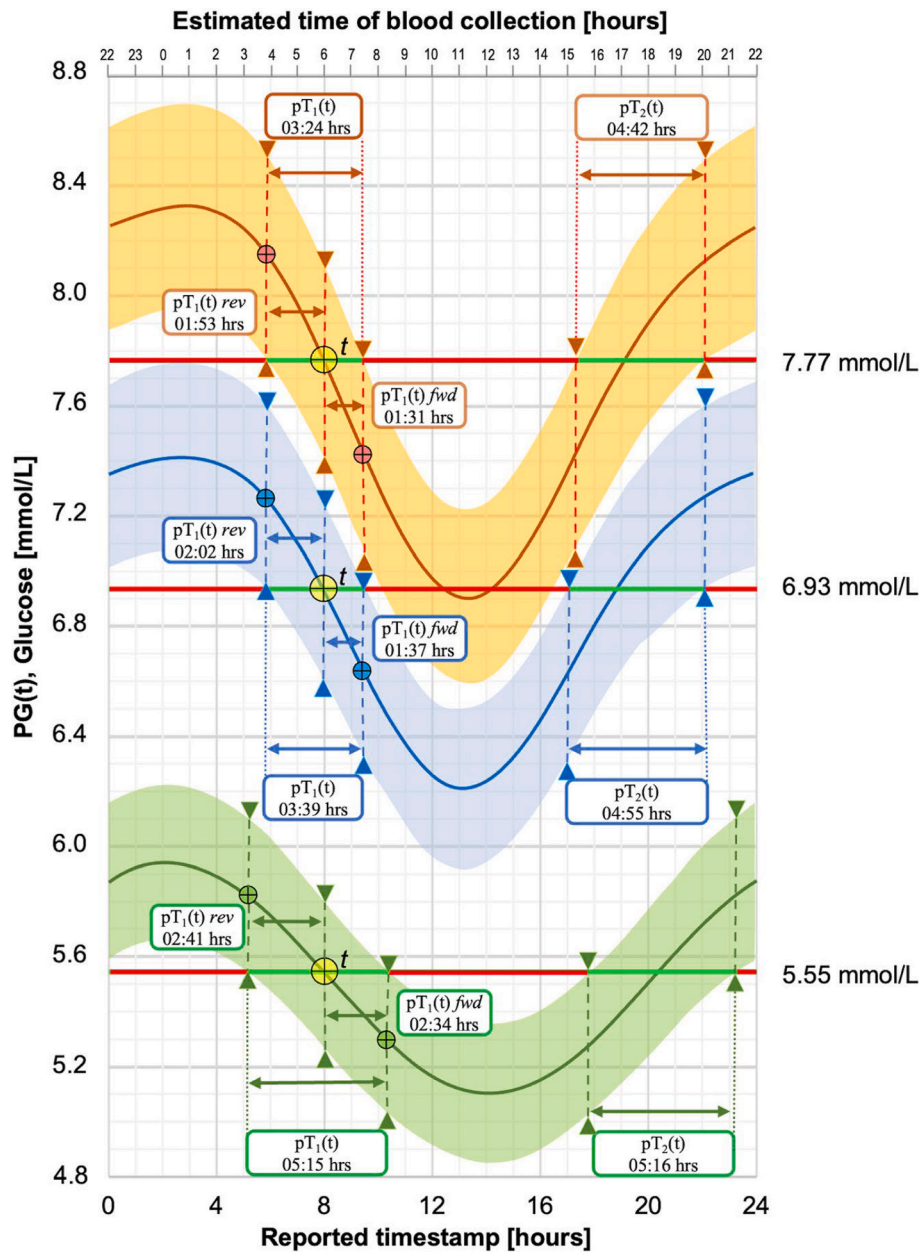 Estimated time of blood collection [hours]
22 23 0 1 2 3 4 5 6 7 8 9 10 11 12 13 14 15 16 17 18 19 20 21 22
8.8
pT1(t)
03:24 hrs
pT2(t)
04:42 hrs
8.4
8.0
pT1(t) rev
01:53 hrs
t
7.77 mmol/L
7.6
pT1(t) fwd
01:31 hrs
7.2
pT1(t) rev
02:02 hrs
t
6.93 mmol/L
6.8
pT1(t) fwd
01:37 hrs
PG(t), Glucose [mmol/L]
6.4
pT1(t)
03:39 hrs
pT2(t)
04:55 hrs
6.0
pT1(t) rev
02:41 hrs
5.6
t
5.55 mmol/L
pT1(t) fwd
02:34 hrs
5.2
pT1(t)
05:15 hrs
pT2(t)
05:16 hrs
4.8
0 2 4 6 8 10 12 14 16 18 20 22 24
Reported timestamp [hours]